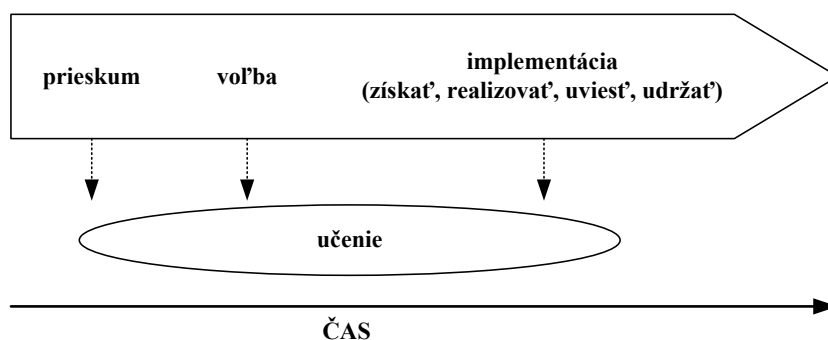 prieskum
voľba
implementácia
(získať, realizovať, uviesť, udržať)
učenie
ČAS